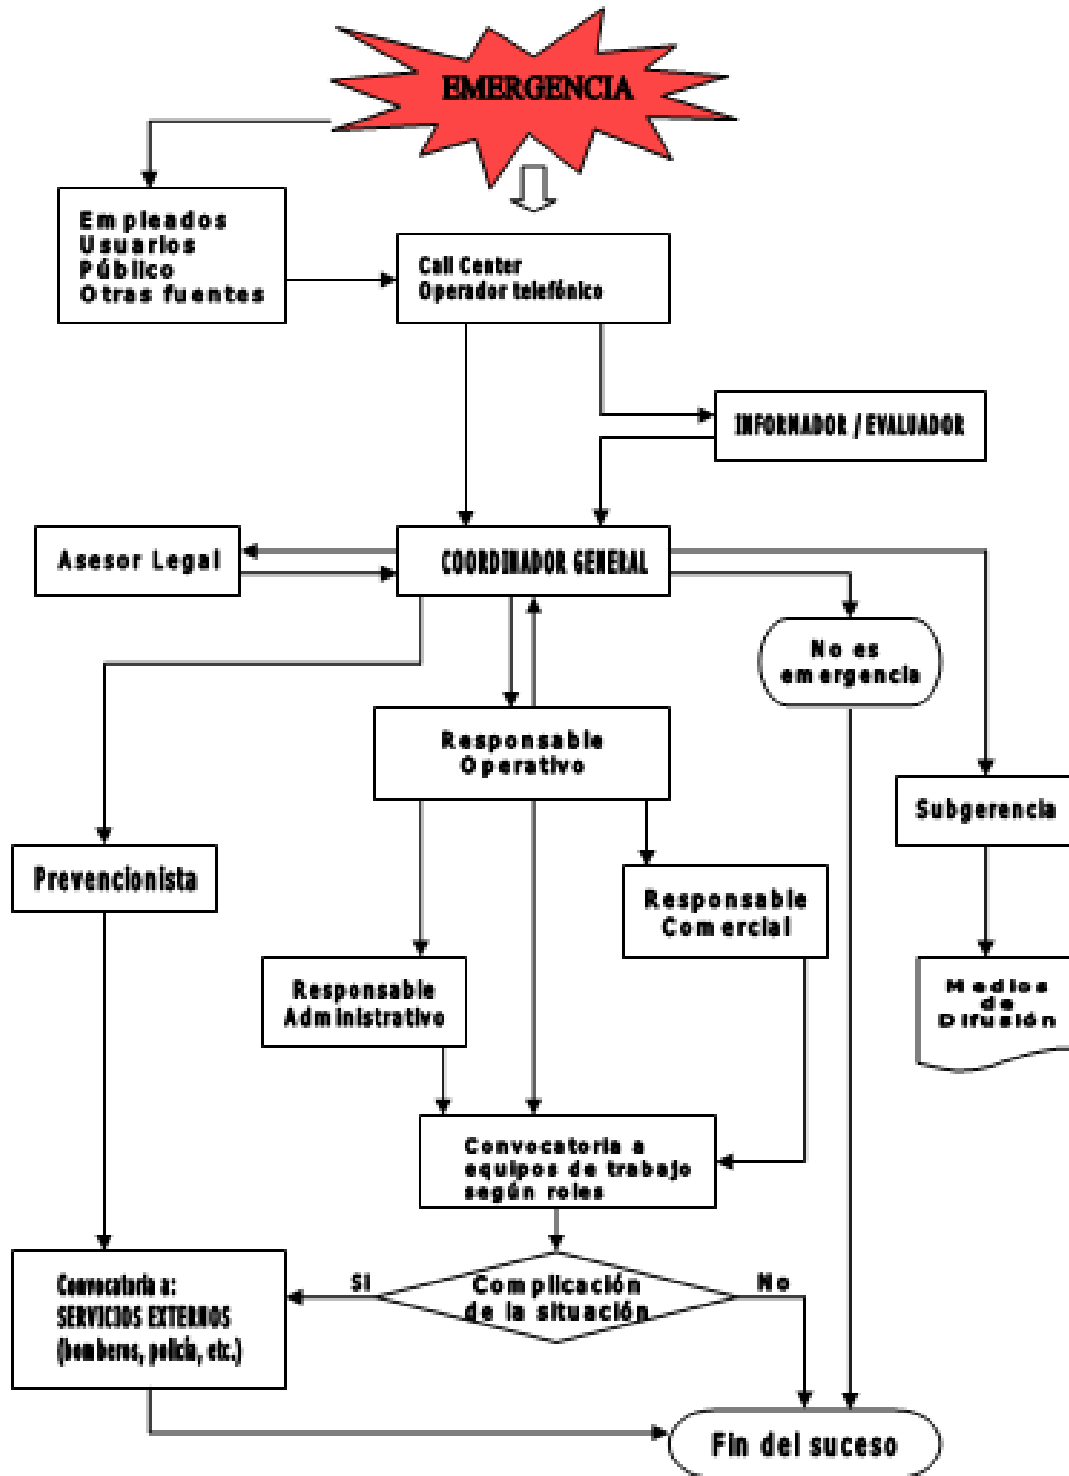 EMERGENCIA
Empleados
Usuarios
Público
Otras fuentes
Call Center
Operador telefónico
INFORMADOR / EVALUADOR
Asesor Legal
COORDINADOR GENERAL
No es
emergencia
Responsable
Operativo
Subgerencia
Prevencionista
Responsable
Comercial
Responsable
Administrativo
Medios
de
Difusión
Convocatoria a
equipos de trabajo
según roles
Convocatoria a:
SERVICIOS EXTERNOS
(bomberos, policía, etc.)
Si
Complicación
de la situación
No
Fin del suceso